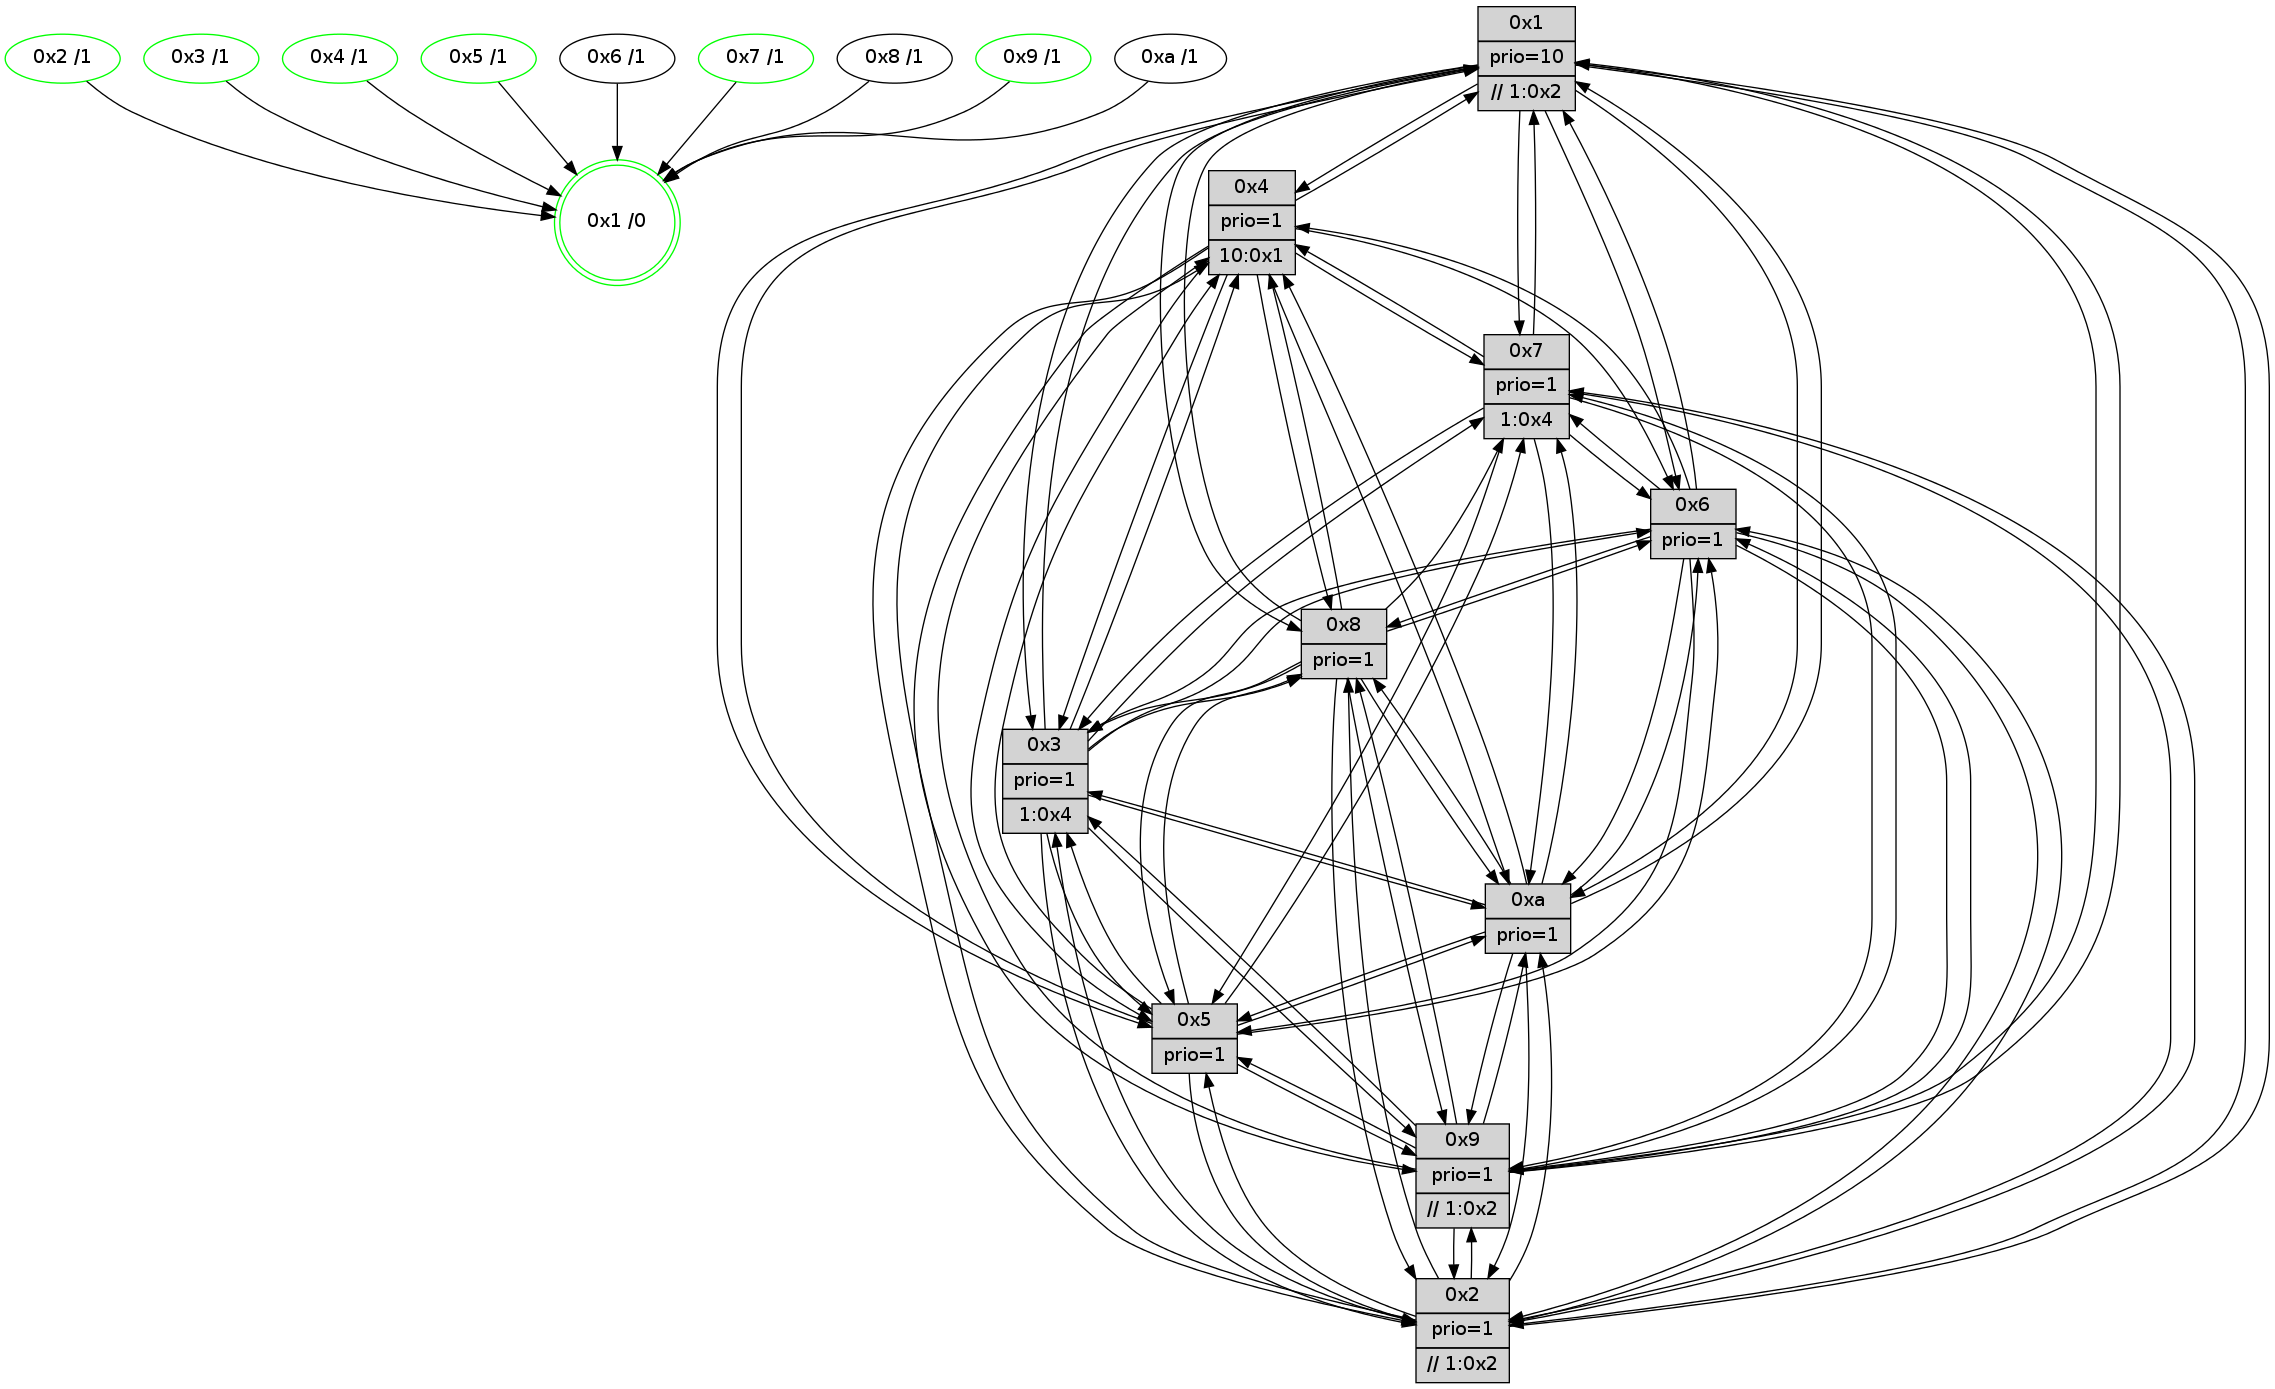 0x2 /1
0x3 /1
0x4 /1
0x5 /1
0x6 /1
0x7 /1
0x8 /1
0x9 /1
0xa /1
0x1 /0
0x1
prio=10
// 1:0x2
0x4
prio=1
10:0x1
0x7
prio=1
1:0x4
0x6
prio=1
0x8
prio=1
0x3
prio=1
1:0x4
0xa
prio=1
0x5
prio=1
0x9
prio=1
// 1:0x2
0x2
prio=1
// 1:0x2